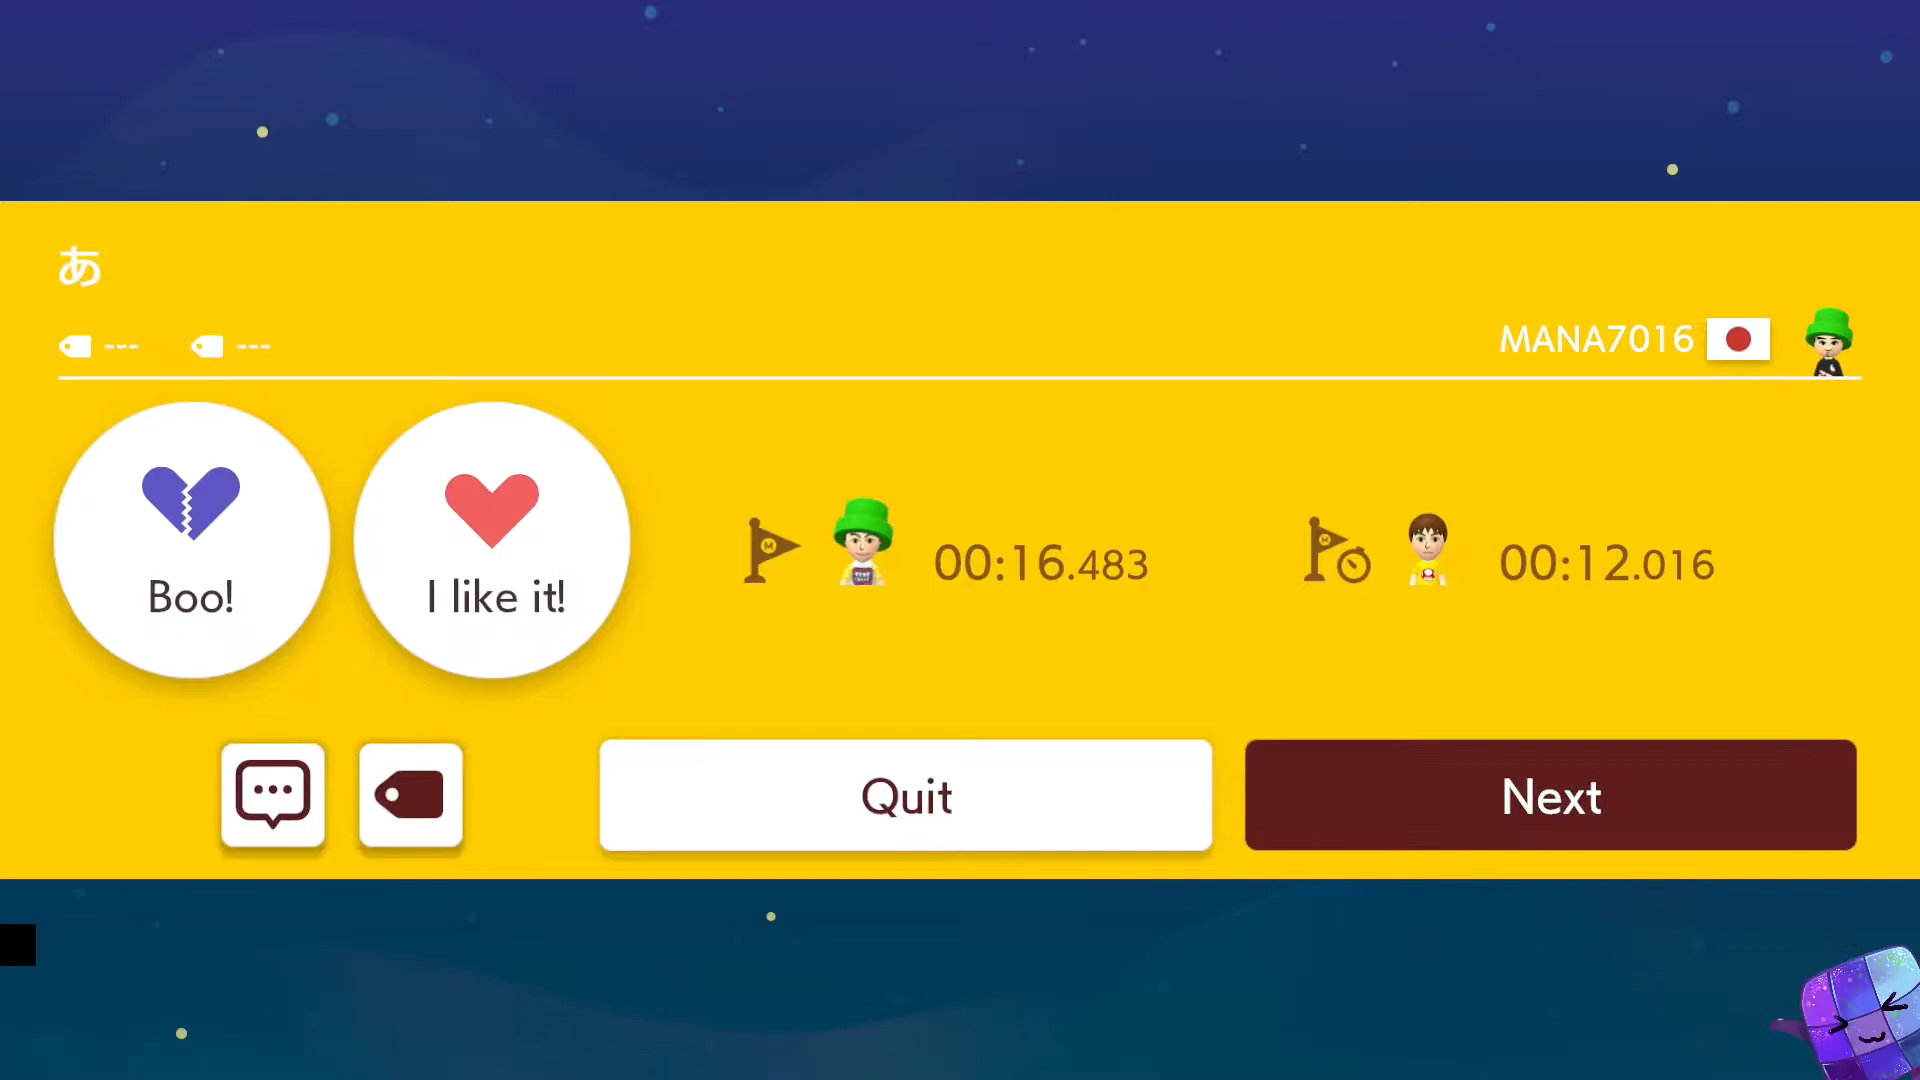 あ
--- ---
MANA7016
Boo!
I like it!
00:16.483
00:12.016
Quit
Next